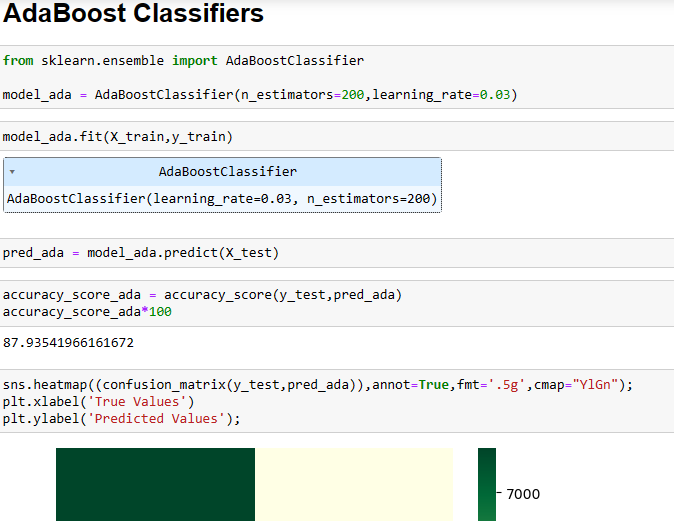 AdaBoost Classifiers
from sklearn.ensemble import AdaBoostClassifier
model_ada = AdaBoostClassifier(n_estimators=200,learning_rate=0.03)
model_ada.fit(X_train,y_train)
AdaBoostClassifier
AdaBoostClassifier(learning_rate=0.03, n_estimators=200)
pred_ada = model_ada.predict(X_test)
accuracy_score_ada = accuracy_score(y_test,pred_ada)
accuracy_score_ada*100
87.93541966161672
sns.heatmap((confusion_matrix(y_test,pred_ada)),annot=True,fmt='.5g',cmap="YlGn");
plt.xlabel('True Values')
plt.ylabel('Predicted Values');
7000